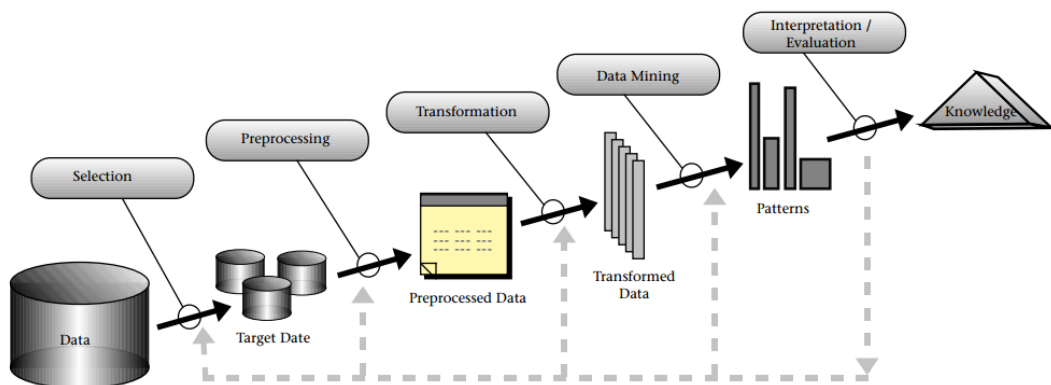 Interpretation /
Evaluation
Data Mining
Transformation
Preprocessing
Selection
Knowledge
Patterns
Transformed
Data
Preprocessed Data
Target Date
Data